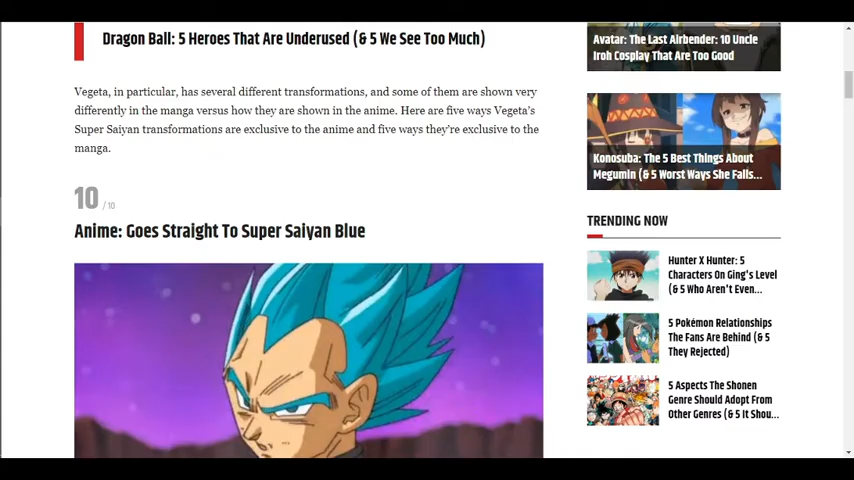 Dragon Ball: 5 Heroes That Are Underused (& 5 We See Too Much)
Vegeta, in particular, has several different transformations, and some of them are shown very
differently in the manga versus how they are shown in the anime. Here are five ways Vegeta's
Super Saiyan transformations are exclusive to the anime and five ways they're exclusive to the
manga.
10 / 10
Anime: Goes Straight To Super Saiyan Blue
Avatar: The Last Airbender: 10 Uncle
Iroh Cosplay That Are Too Good
Konosuba: The 5 Best Things About
Megumin (& 5 Worst Ways She Falls...
TRENDING NOW
Hunter X Hunter: 5
Characters On Ging's Level
(& 5 Who Aren't Even...
5 Pokémon Relationships
The Fans Are Behind (& 5
They Rejected)
5 Aspects The Shonen
Genre Should Adopt From
Other Genres (& 5 It Shou...